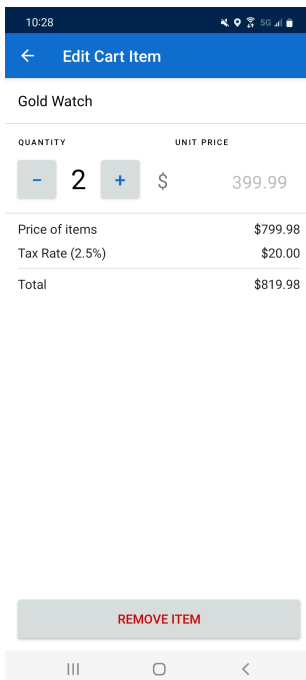 10:28 5G
Edit Cart Item
Gold Watch
QUANTITY UNIT PRICE
- 2 + $ 399.99
Price of items $799.98
Tax Rate (2.5%) $20.00
Total $819.98
REMOVE ITEM